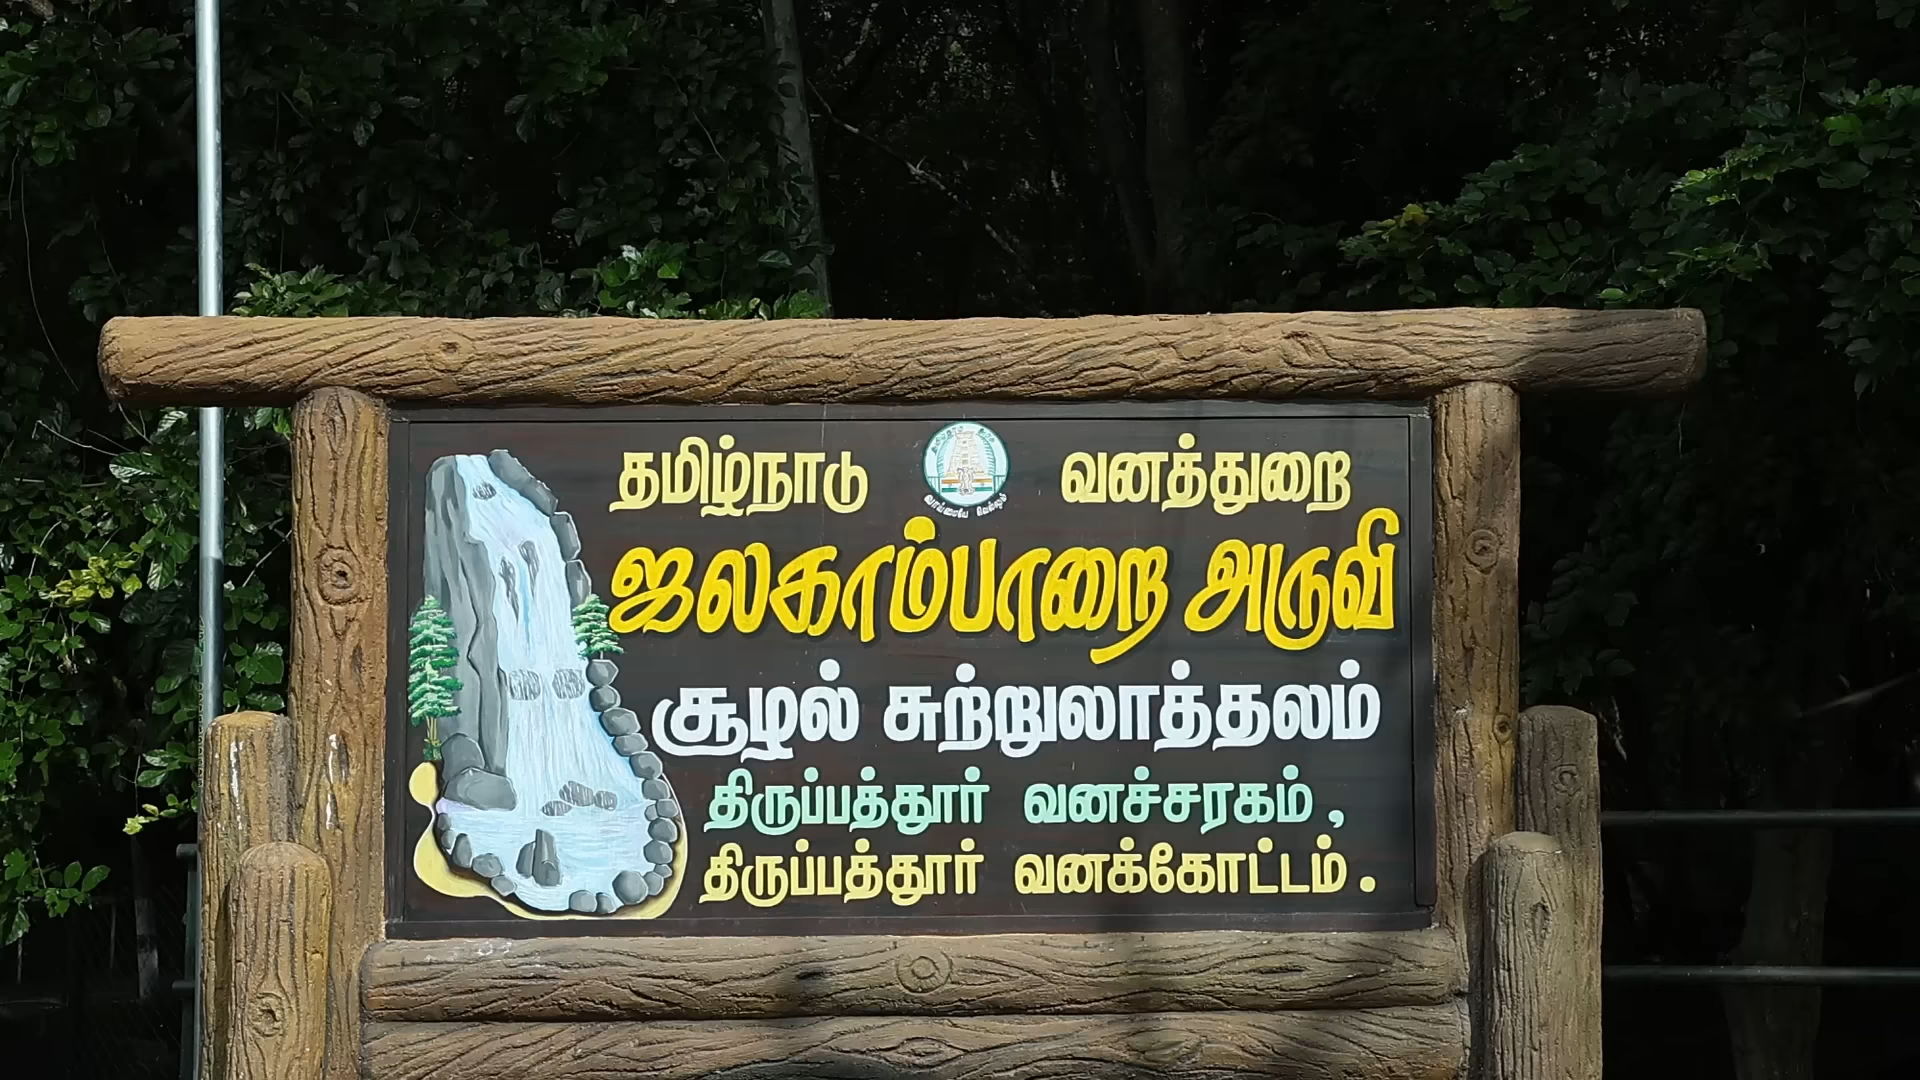 தமிழ்நாடு வனத்துறை
வாய்மையே வெல்லும்
ஜலகாம்பாறை அருவி
சூழல் சுற்றுலாத்தலம்
திருப்பத்தூர் வனச்சரகம்,
திருப்பத்தூர் வனக்கோட்டம்.